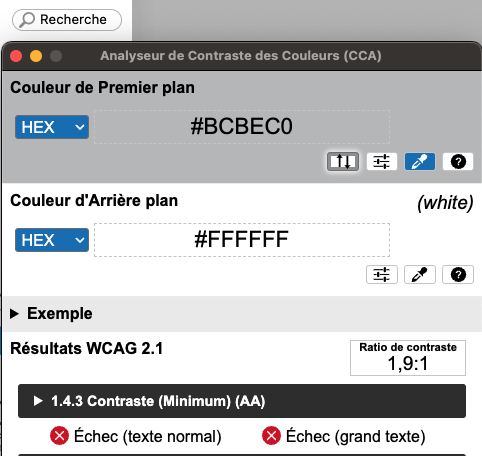 Recherche
Analyseur de Contraste des Couleurs (CCA)
Couleur de Premier plan
HEX #BCBEC0
Couleur d'Arrière plan (white)
HEX #FFFFFF
Exemple
Résultats WCAG 2.1
Ratio de contraste
1,9:1
1.4.3 Contraste (Minimum) (AA)
Échec (texte normal) Échec (grand texte)